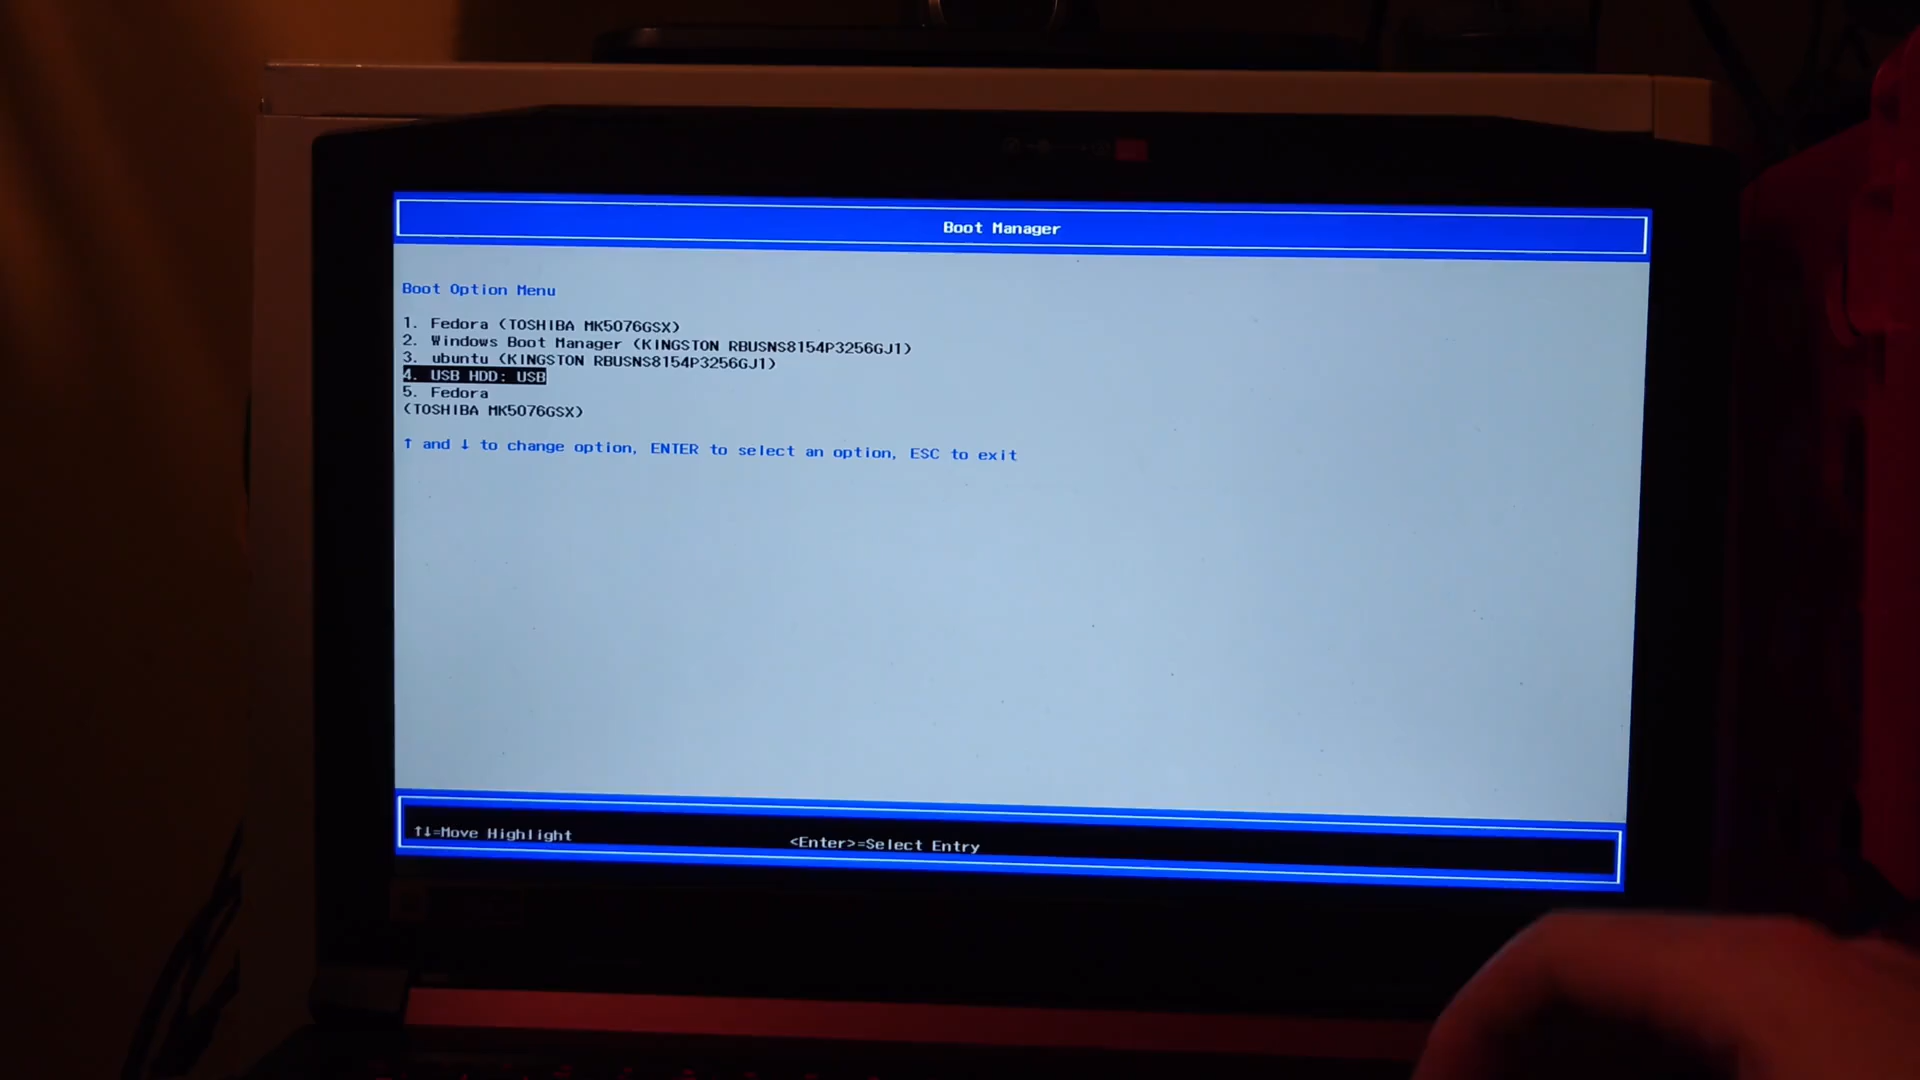 Boot Manager
Boot Option Menu
1. Fedora (TOSHIBA MK5076GSX)
2. Windows Boot Manager (KINGSTON RBUSNS8154P3256GJ1)
3. ubuntu (KINGSTON RBUSNS8154P3256GJ1)
4. USB HDD: USB
5. Fedora
(TOSHIBA MK5076GSX)
↑ and ↓ to change option, ENTER to select an option, ESC to exit
↑↓=Move Highlight
<Enter>=Select Entry